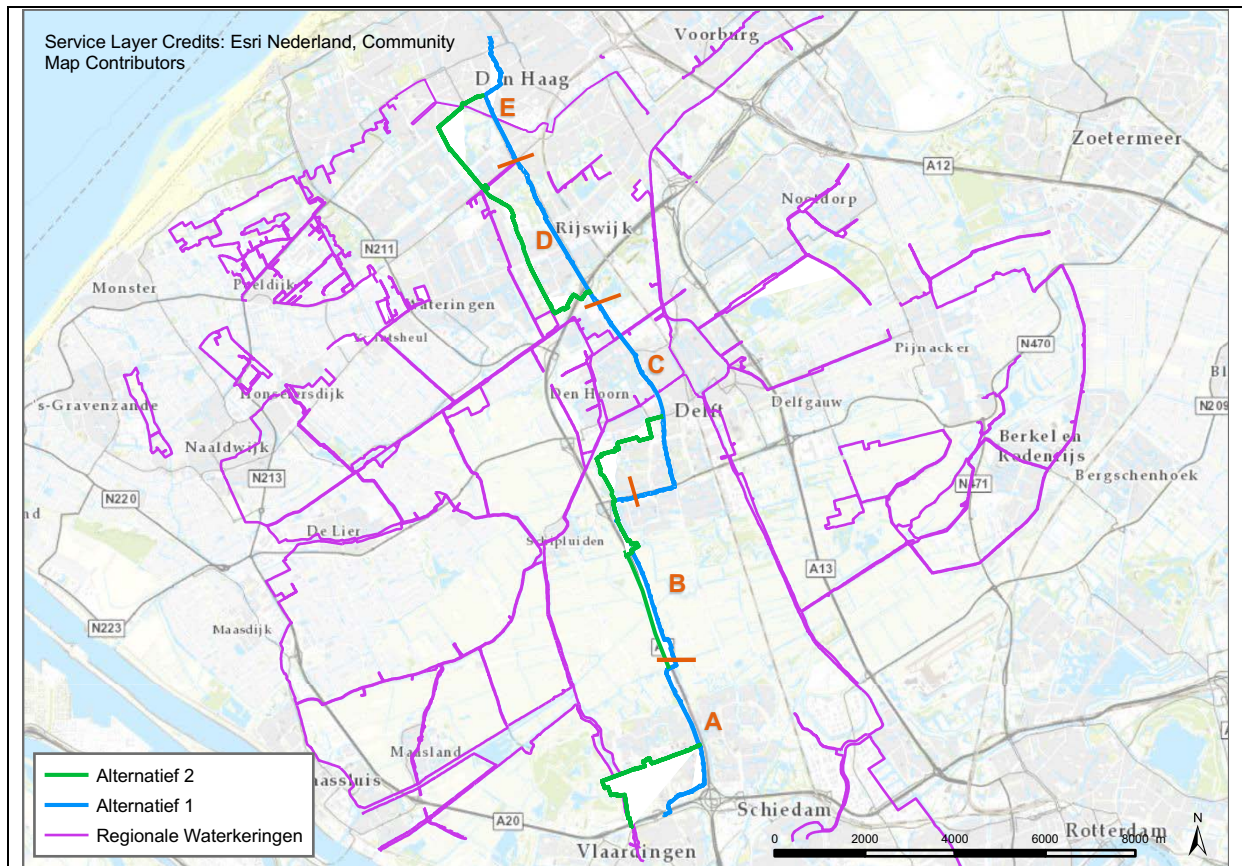 Service Layer Credits: Esri Nederland, Community
Map Contributors
Voorburg
Den Haag
E
Zoetermeer
A12
Nootdorp
Rijswijk
N211
D
Monster
Poeldijk
Wateringen
N470
Pijnacker
C
Den Hoorn
's-Gravenzande
Honselersdijk
Delft
Delfgauw
N209
Naaldwijk
Berkel en
Rodenrijs
Bergschenhoek
N213
N471
N220
De Lier
Schipluiden
A13
B
N223
Maasdijk
A
Maasland
Alternatief 2
Alternatief 1
Regionale Waterkeringen
A20
Schiedam
Vlaardingen
Rotterdam
0 2000 4000 6000 8000 m
N